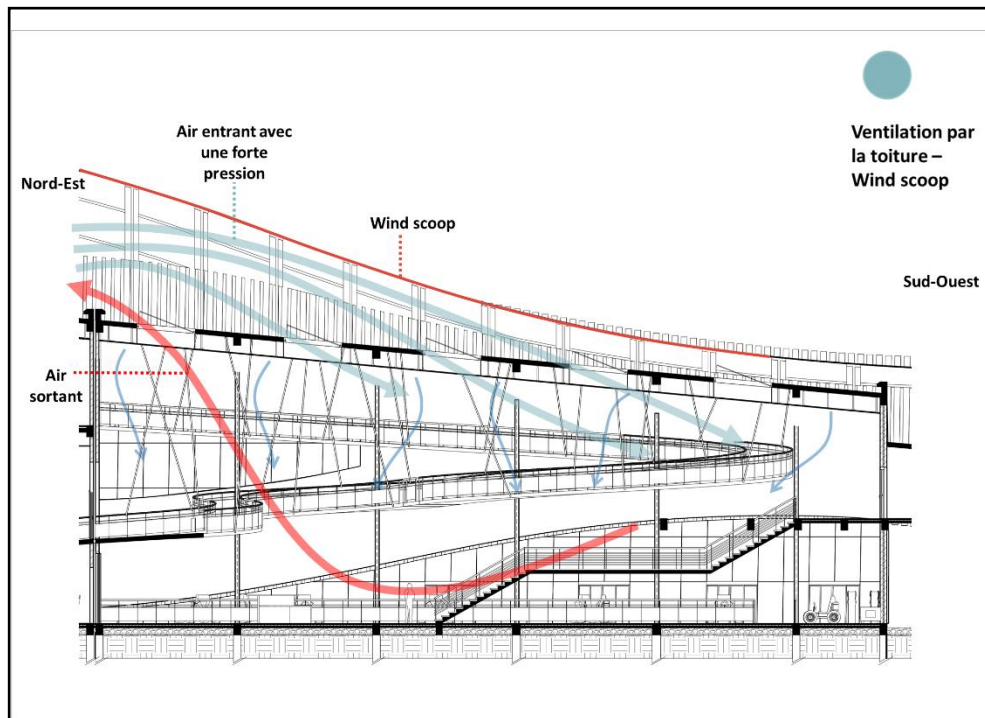 Air entrant avec
une forte
pression
Ventilation par
la toiture –
Wind scoop
Nord-Est
Wind scoop
Sud-Ouest
Air
sortant